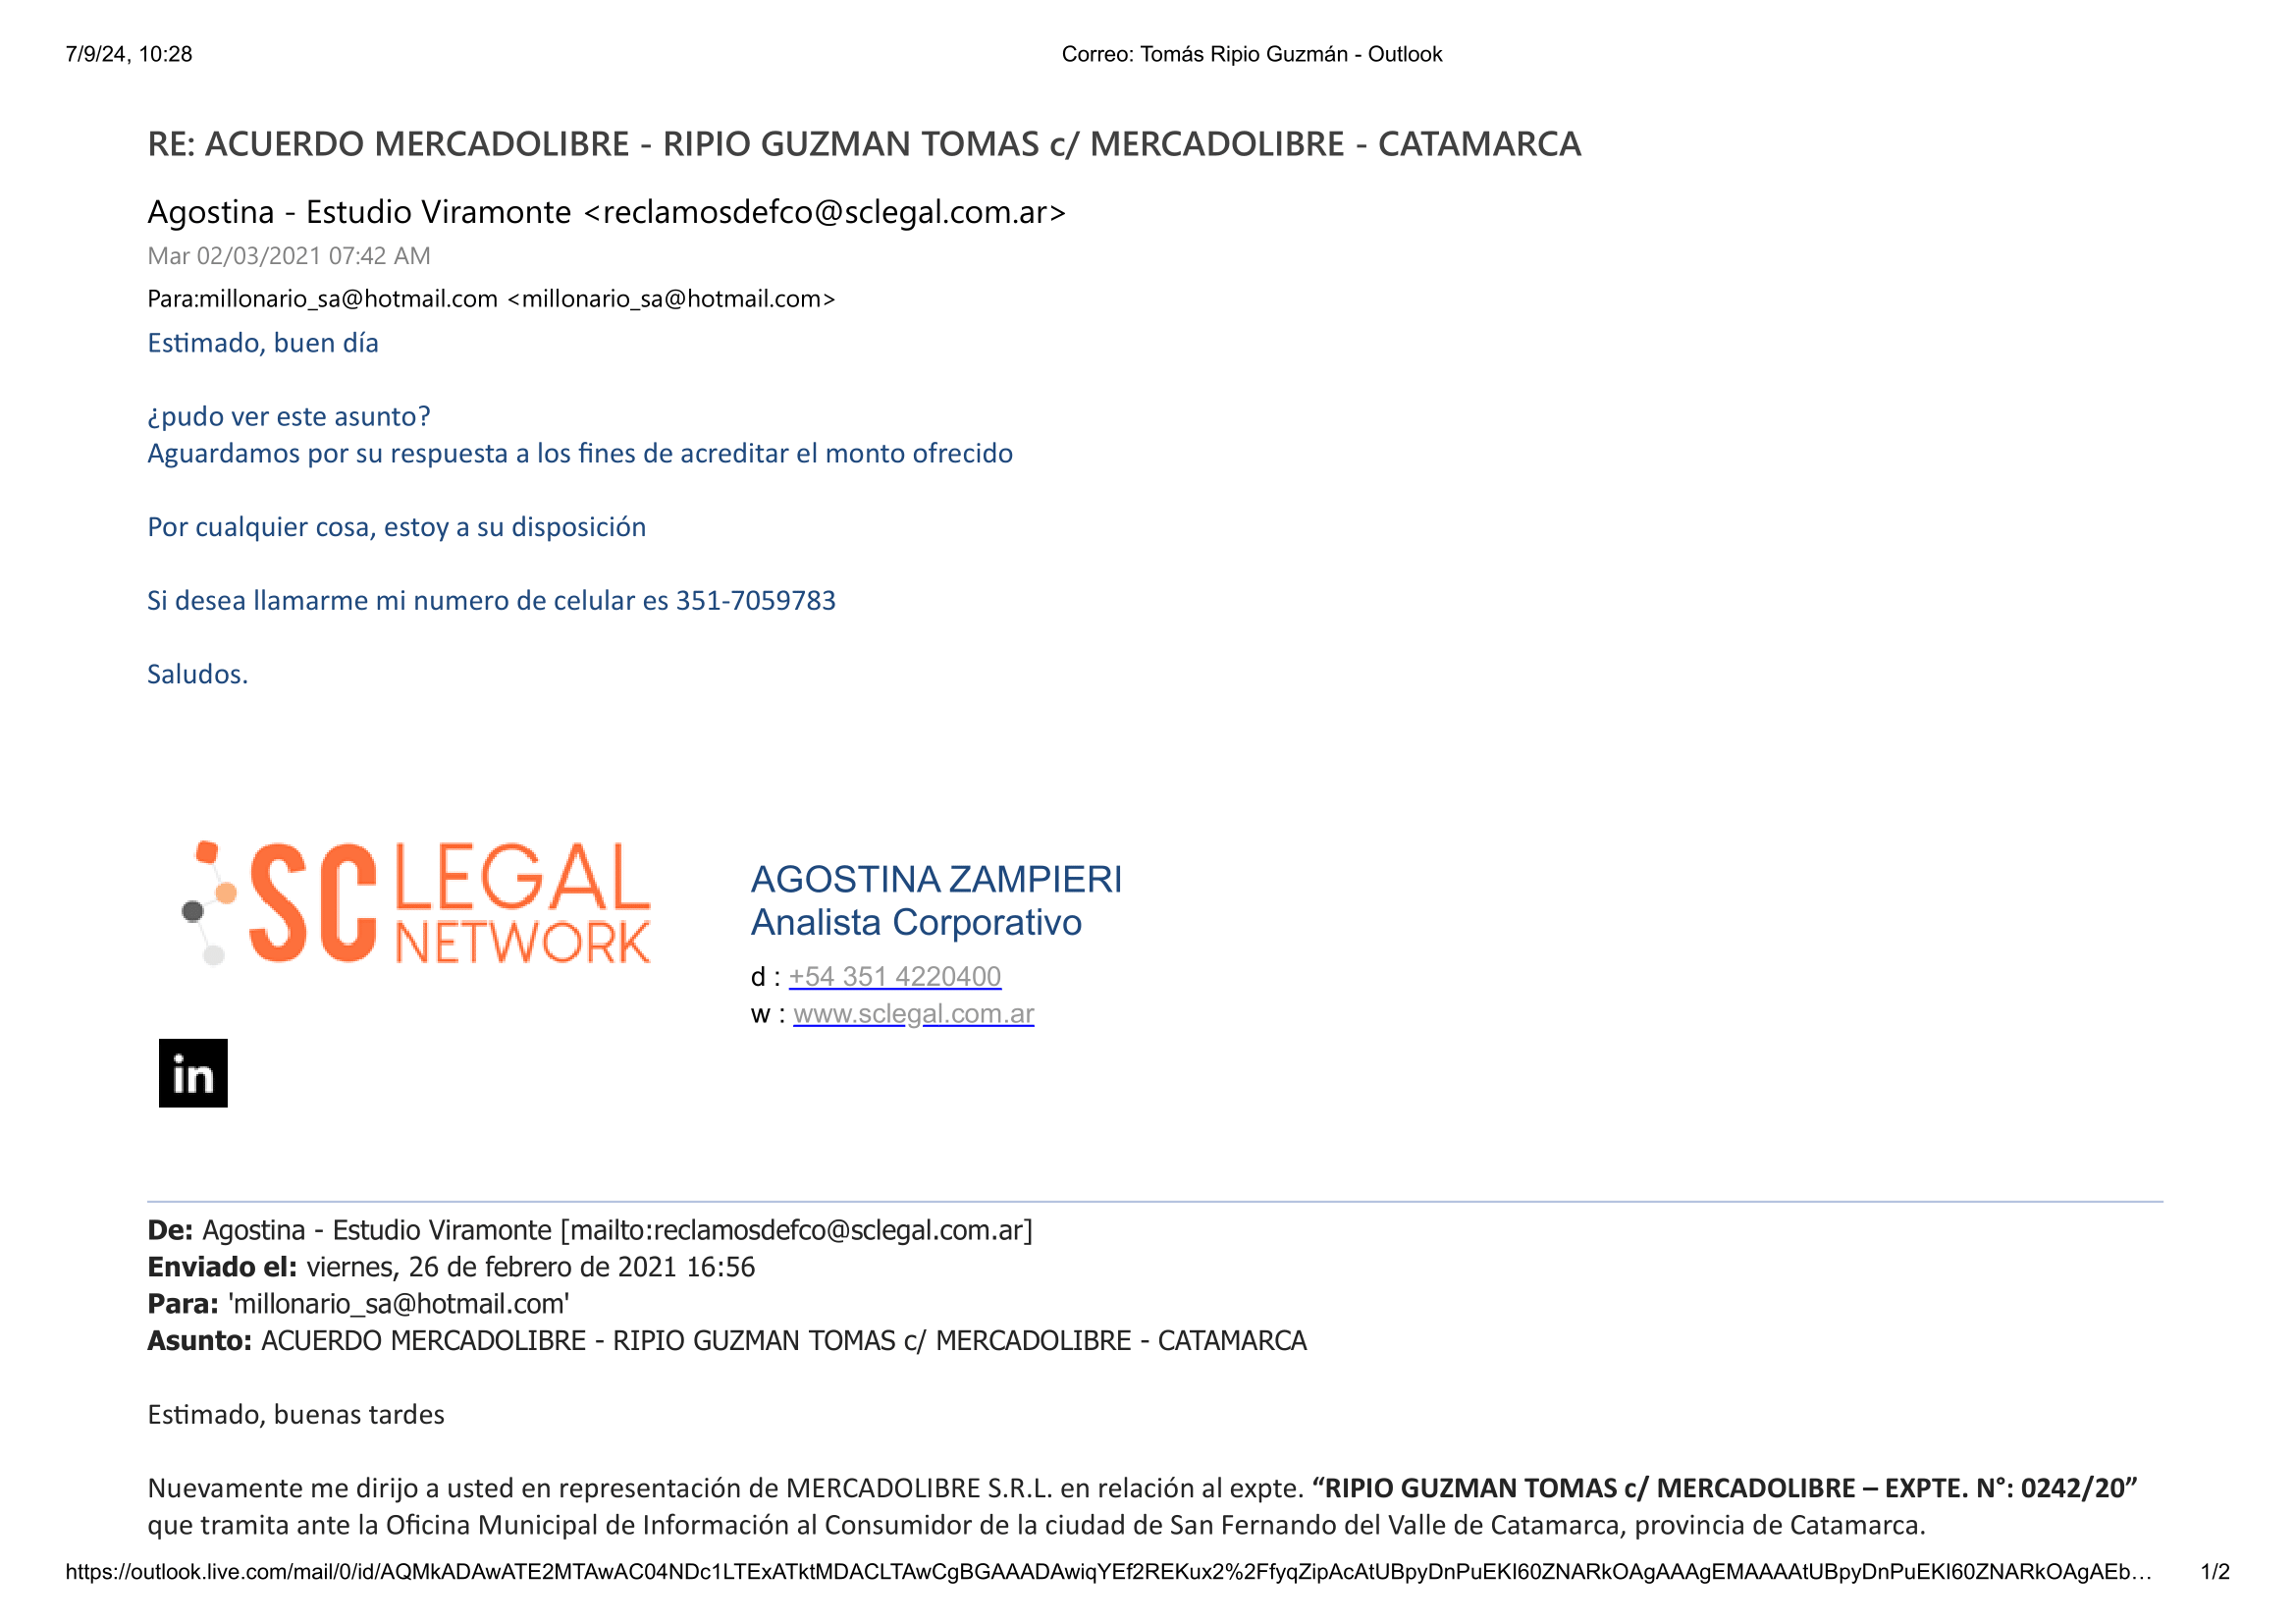 7/9/24, 10:28
Correo: Tomás Ripio Guzmán - Outlook
RE: ACUERDO MERCADOLIBRE - RIPIO GUZMAN TOMAS c/ MERCADOLIBRE - CATAMARCA
Agostina - Estudio Viramonte <reclamosdefco@sclegal.com.ar>
Mar 02/03/2021 07:42 AM
Para:millonario_sa@hotmail.com <millonario_sa@hotmail.com>
Estimado, buen día
¿pudo ver este asunto?
Aguardamos por su respuesta a los fines de acreditar el monto ofrecido
Por cualquier cosa, estoy a su disposición
Si desea llamarme mi numero de celular es 351-7059783
Saludos.
SC LEGAL
NETWORK
AGOSTINA ZAMPIERI
Analista Corporativo
d : +54 351 4220400
w : www.sclegal.com.ar
in
De: Agostina - Estudio Viramonte [mailto:reclamosdefco@sclegal.com.ar]
Enviado el: viernes, 26 de febrero de 2021 16:56
Para: 'millonario_sa@hotmail.com'
Asunto: ACUERDO MERCADOLIBRE - RIPIO GUZMAN TOMAS c/ MERCADOLIBRE - CATAMARCA
Estimado, buenas tardes
Nuevamente me dirijo a usted en representación de MERCADOLIBRE S.R.L. en relación al expte. “RIPIO GUZMAN TOMAS c/ MERCADOLIBRE – EXPTE. N°: 0242/20”
que tramita ante la Oficina Municipal de Información al Consumidor de la ciudad de San Fernando del Valle de Catamarca, provincia de Catamarca.
https://outlook.live.com/mail/0/id/AQMkADAwATE2MTAwAC04NDc1LTExATktMDACLTAwCgBGAAADAwiqYEf2REKux2%2FfyqZipAcAtUBpyDnPuEKI60ZNARkOAgAAAgEMAAAAtUBpyDnPuEKI60ZNARkOAgAEb…
1/2